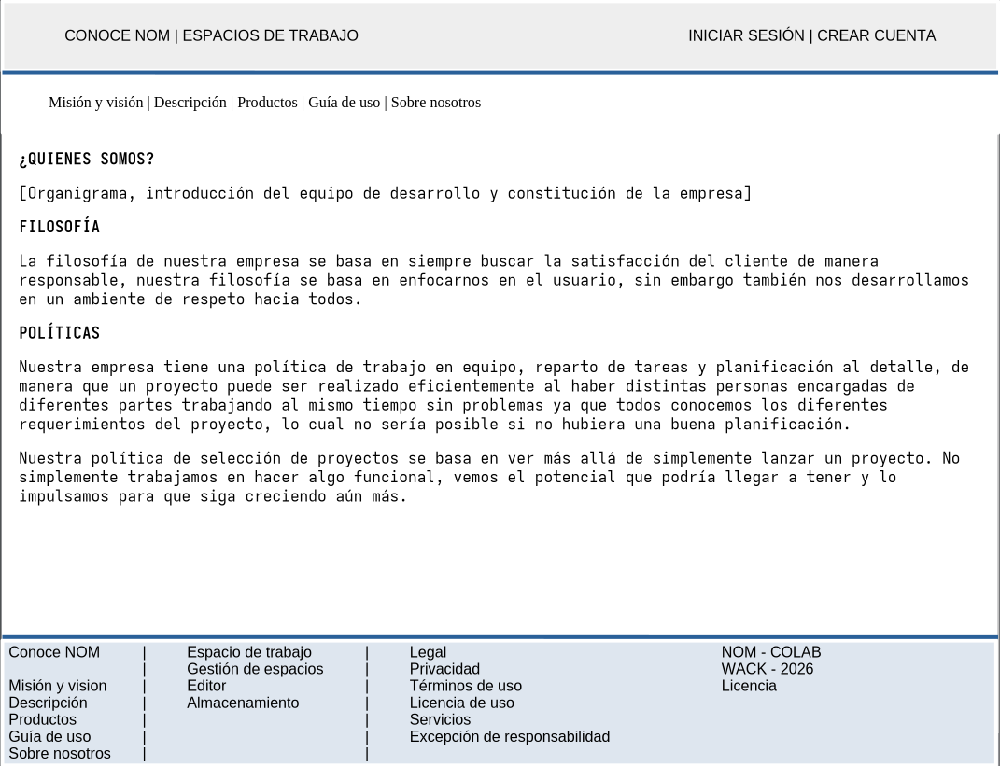 CONOCE NOM | ESPACIOS DE TRABAJO INICIAR SESIÓN | CREAR CUENTA
Misión y visión | Descripción | Productos | Guía de uso | Sobre nosotros
¿QUIENES SOMOS?
[Organigrama, introducción del equipo de desarrollo y constitución de la empresa]
FILOSOFÍA
La filosofía de nuestra empresa se basa en siempre buscar la satisfacción del cliente de manera
responsable, nuestra filosofía se basa en enfocarnos en el usuario, sin embargo también nos desarrollamos
en un ambiente de respeto hacia todos.
POLÍTICAS
Nuestra empresa tiene una política de trabajo en equipo, reparto de tareas y planificación al detalle, de
manera que un proyecto puede ser realizado eficientemente al haber distintas personas encargadas de
diferentes partes trabajando al mismo tiempo sin problemas ya que todos conocemos los diferentes
requerimientos del proyecto, lo cual no sería posible si no hubiera una buena planificación.
Nuestra política de selección de proyectos se basa en ver más allá de simplemente lanzar un proyecto. No
simplemente trabajamos en hacer algo funcional, vemos el potencial que podría llegar a tener y lo
impulsamos para que siga creciendo aún más.
Conoce NOM | Espacio de trabajo | Legal NOM - COLAB
| Gestión de espacios | Privacidad WACK - 2026
Misión y vision | Editor | Términos de uso Licencia
Descripción | Almacenamiento | Licencia de uso
Productos | | Servicios
Guía de uso | | Excepción de responsabilidad
Sobre nosotros | |